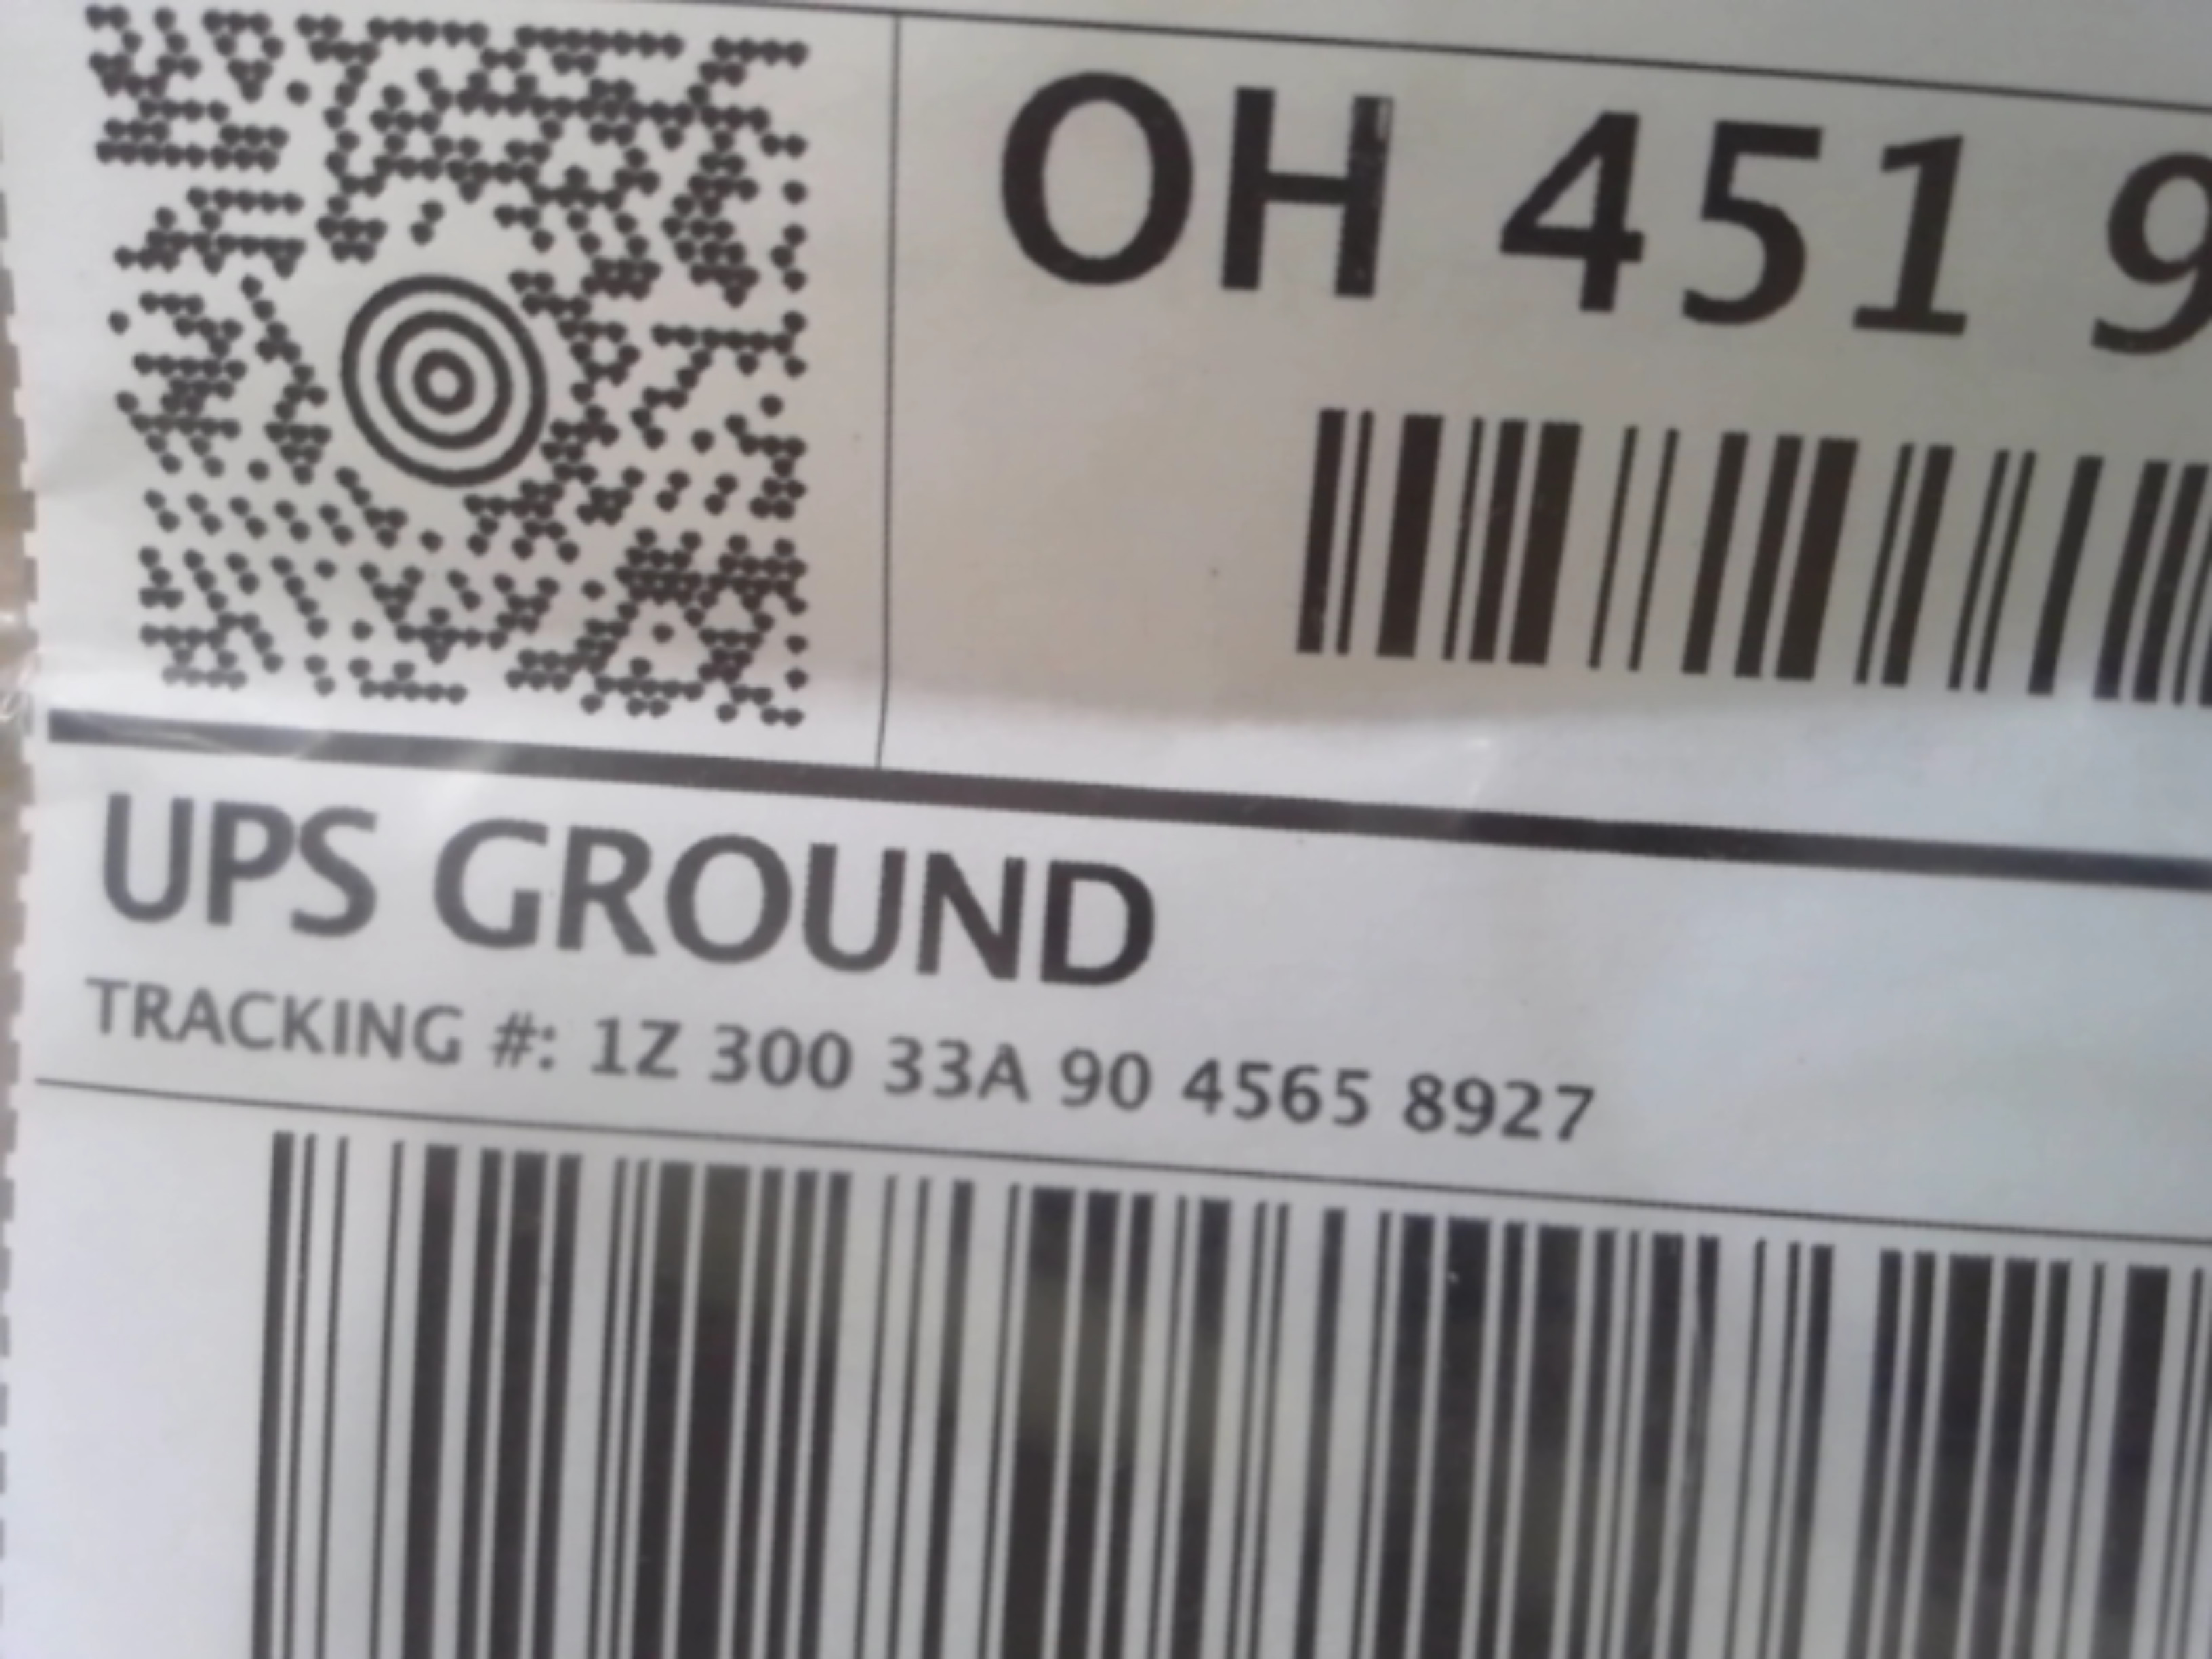 OH 451 9
UPS GROUND
TRACKING #: 1Z 300 33A 90 4565 8927